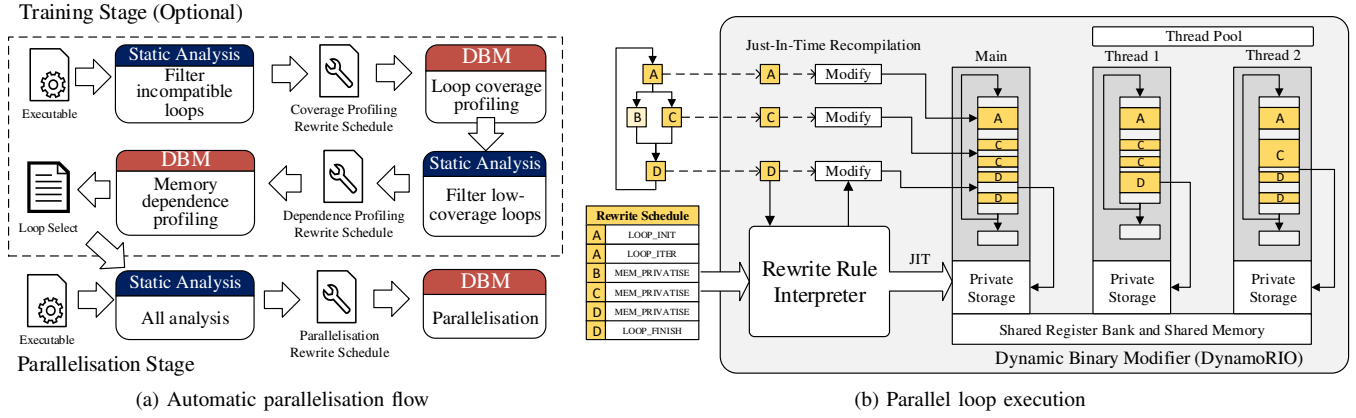 Training Stage (Optional)
Static Analysis
Filter
incompatible
loops
Executable
Coverage Profiling
Rewrite Schedule
DBM
Loop coverage
profiling
DBM
Memory
dependence
profiling
Loop Select
Dependence Profiling
Rewrite Schedule
Static Analysis
Filter low-
coverage loops
Static Analysis
All analysis
Executable
Parallelisation
Rewrite Schedule
DBM
Parallelisation
Parallelisation Stage
(a) Automatic parallelisation flow
Just-In-Time Recompilation
Thread Pool
Main
Thread 1
Thread 2
A
A
Modify
B
C
C
Modify
D
D
Modify
A
C
C
D
D
A
C
C
D
D
A
C
D
D
Rewrite Schedule
A LOOP_INIT
A LOOP_ITER
B MEM_PRIVATISE
C MEM_PRIVATISE
D MEM_PRIVATISE
D LOOP_FINISH
Rewrite Rule
Interpreter
JIT
Private
Storage
Private
Storage
Private
Storage
Shared Register Bank and Shared Memory
Dynamic Binary Modifier (DynamoRIO)
(b) Parallel loop execution